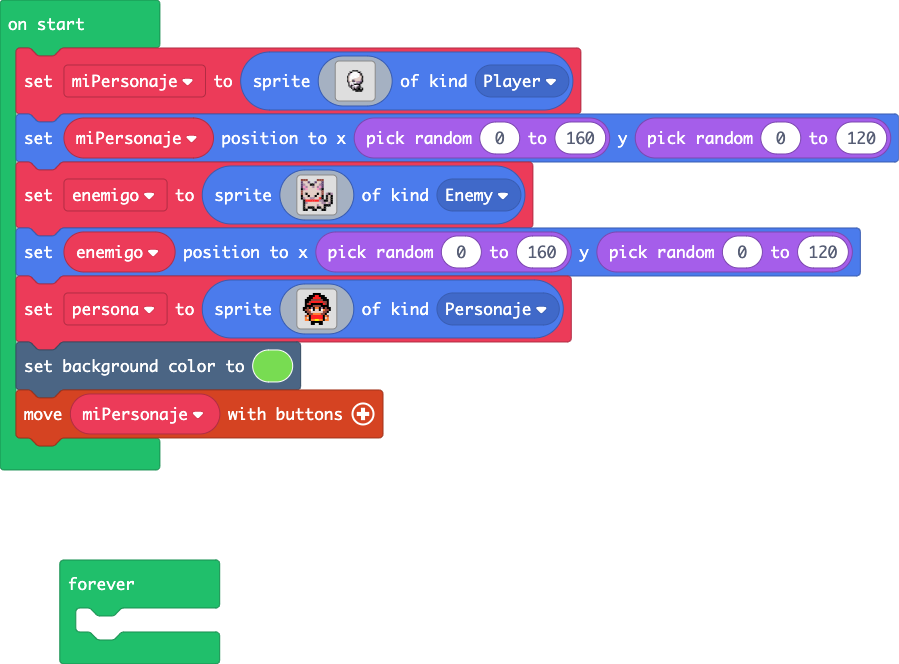 on start
set miPersonaje to sprite of kind Player
set miPersonaje position to x pick random 0 to 160 y pick random 0 to 120
set enemigo to sprite of kind Enemy
set enemigo position to x pick random 0 to 160 y pick random 0 to 120
set persona to sprite of kind Personaje
set background color to
move miPersonaje with buttons
forever